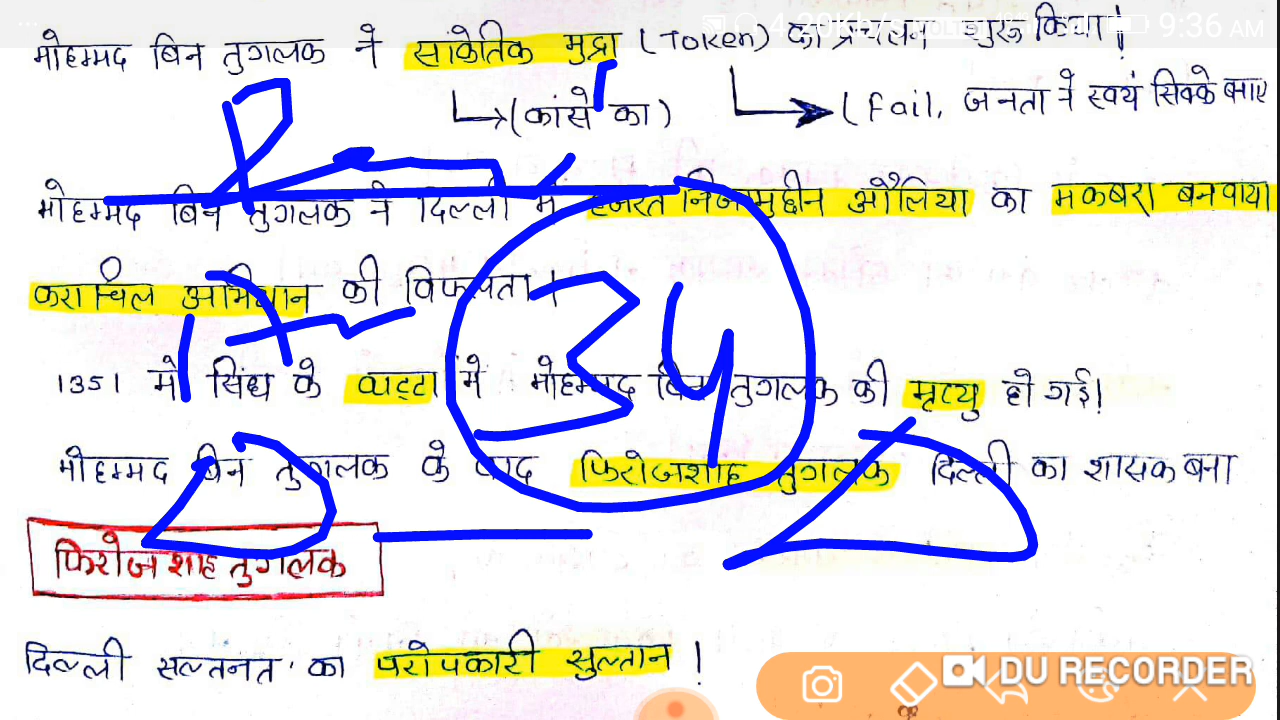 4.20Kb/s 9:36 AM
मोहम्मद बिन तुगलक ने सांकेतिक मुद्रा (Token) का प्रचलन शुरू किया!
(कांसे का) (Fail, जनता ने स्वयं सिक्के बनाए
मोहम्मद बिन तुगलक ने दिल्ली में हजरत निजामुद्दीन औलिया का मकबरा बनवाया
कराचिल अभियान की विफलता।
34
1351 में सिंध के थट्टा में मोहम्मद बिन तुगलक की मृत्यु हो गई!
मोहम्मद बिन तुगलक के बाद फिरोजशाह तुगलक दिल्ली का शासक बना
फिरोज शाह तुगलक
दिल्ली सल्तनत का परोपकारी सुल्तान!
DU RECORDER